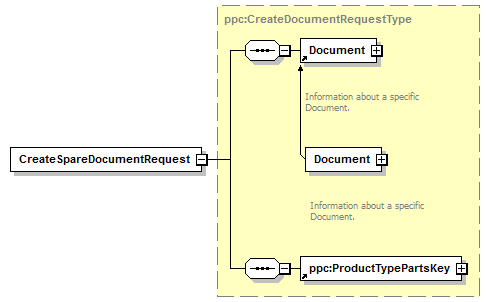 ppc:CreateDocumentRequestType
Document
Information about a specific
Document.
CreateSpareDocumentRequest
Document
Information about a specific
Document.
ppc:ProductTypePartsKey